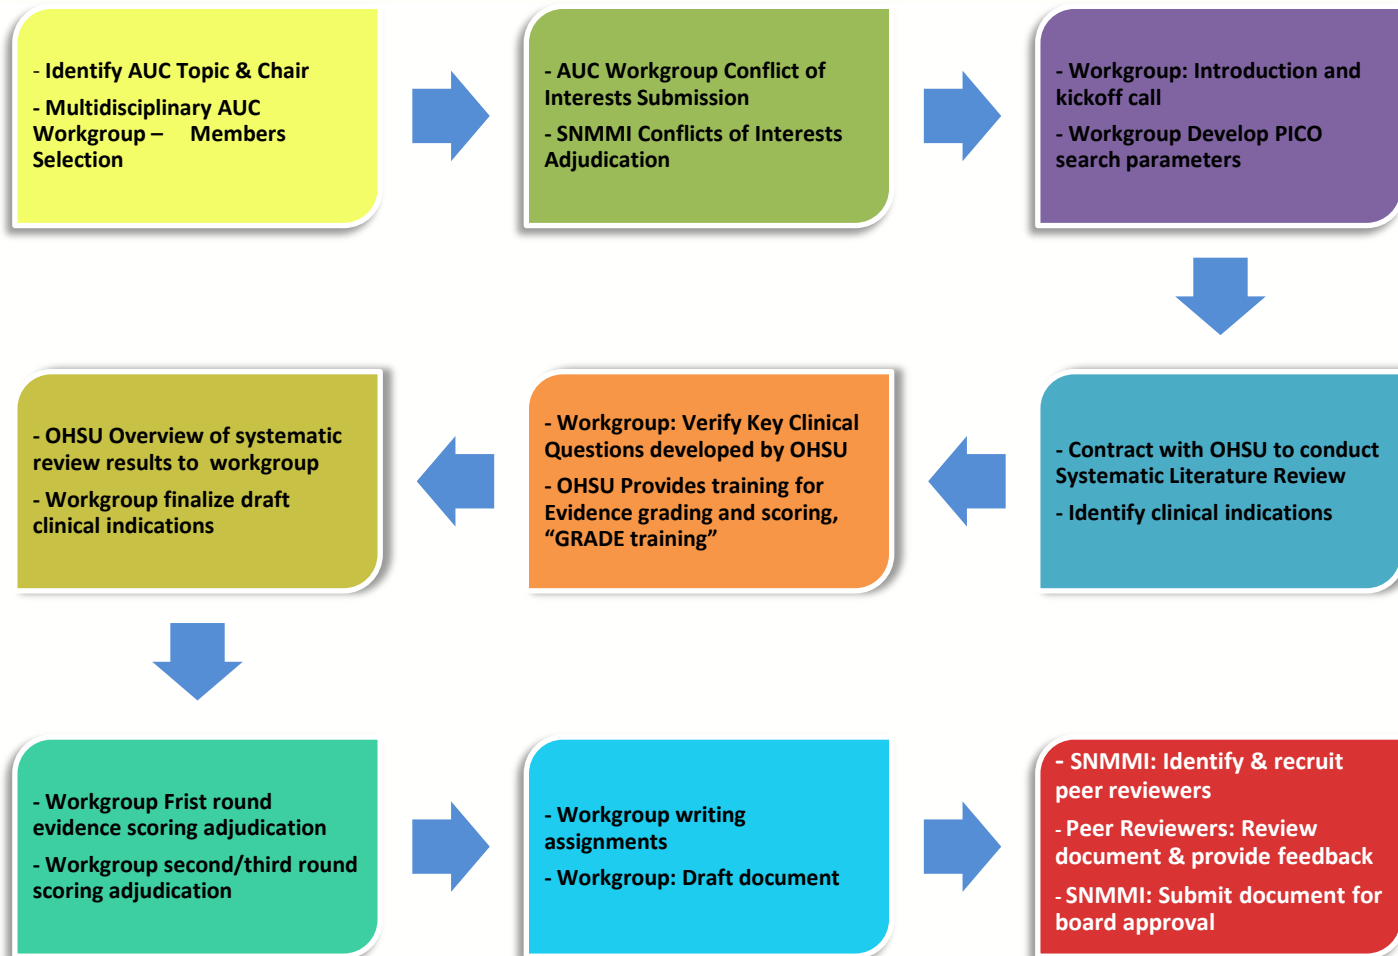 - Identify AUC Topic & Chair
- Multidisciplinary AUC
Workgroup – Members
Selection
- AUC Workgroup Conflict of
Interests Submission
- SNMMI Conflicts of Interests
Adjudication
- Workgroup: Introduction and
kickoff call
- Workgroup Develop PICO
search parameters
- Contract with OHSU to conduct
Systematic Literature Review
- Identify clinical indications
- Workgroup: Verify Key Clinical
Questions developed by OHSU
- OHSU Provides training for
Evidence grading and scoring,
“GRADE training”
- OHSU Overview of systematic
review results to workgroup
- Workgroup finalize draft
clinical indications
- Workgroup Frist round
evidence scoring adjudication
- Workgroup second/third round
scoring adjudication
- Workgroup writing
assignments
- Workgroup: Draft document
- SNMMI: Identify & recruit
peer reviewers
- Peer Reviewers: Review
document & provide feedback
- SNMMI: Submit document for
board approval